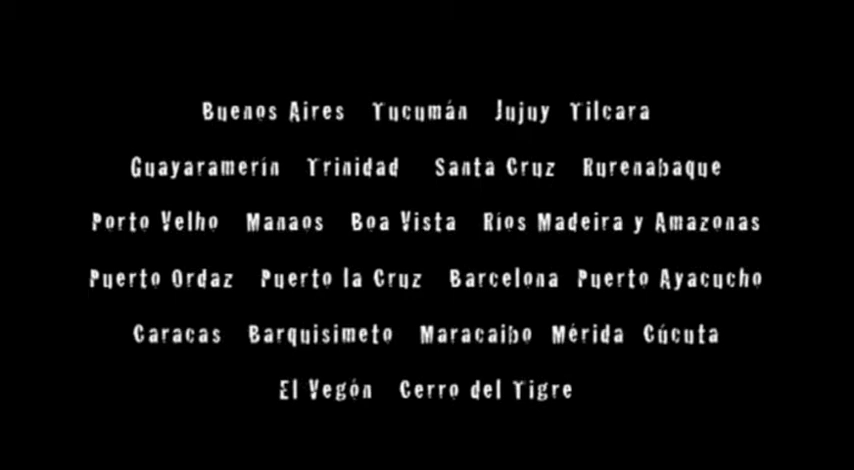 Buenos Aires Tucumán Jujuy Tilcara
Guayaramerín Trinidad Santa Cruz Rurenabaque
Porto Velho Manaos Boa Vista Ríos Madeira y Amazonas
Puerto Ordaz Puerto la Cruz Barcelona Puerto Ayacucho
Caracas Barquisimeto Maracaibo Mérida Cúcuta
El Vegón Cerro del Tigre